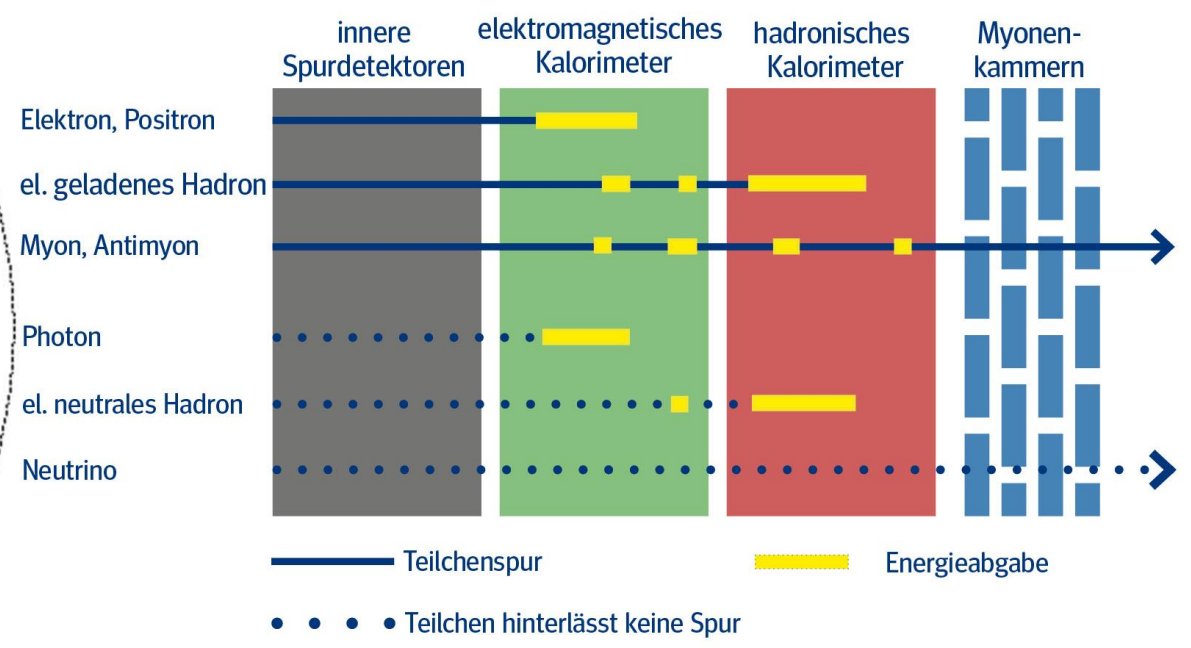 innere
Spurdetektoren
elektromagnetisches
Kalorimeter
hadronisches
Kalorimeter
Myonen-
kammern
Elektron, Positron
el. geladenes Hadron
Myon, Antimyon
Photon
el. neutrales Hadron
Neutrino
Teilchenspur
Energieabgabe
Teilchen hinterlässt keine Spur